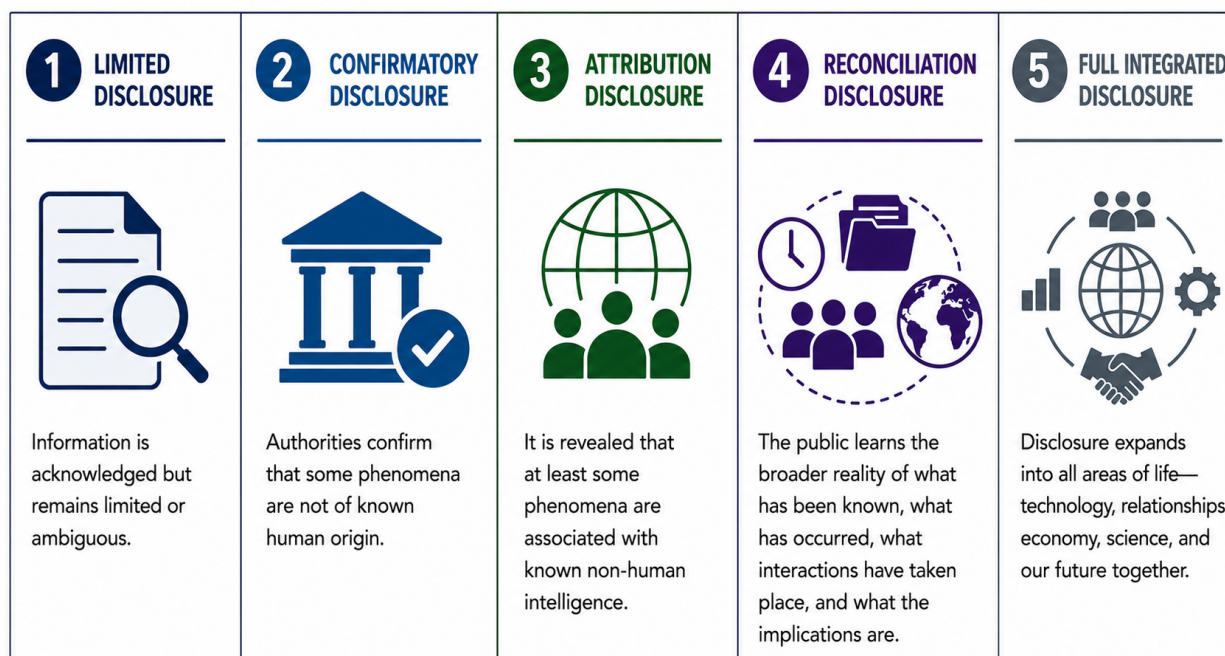 1
LIMITED
DISCLOSURE
Information is
acknowledged but
remains limited or
ambiguous.
2
CONFIRMATORY
DISCLOSURE
Authorities confirm
that some phenomena
are not of known
human origin.
3
ATTRIBUTION
DISCLOSURE
It is revealed that
at least some
phenomena are
associated with
known non-human
intelligence.
4
RECONCILIATION
DISCLOSURE
The public learns the
broader reality of what
has been known, what
has occurred, what
interactions have taken
place, and what the
implications are.
5
FULL INTEGRATED
DISCLOSURE
Disclosure expands
into all areas of life—
technology, relationships
economy, science, and
our future together.